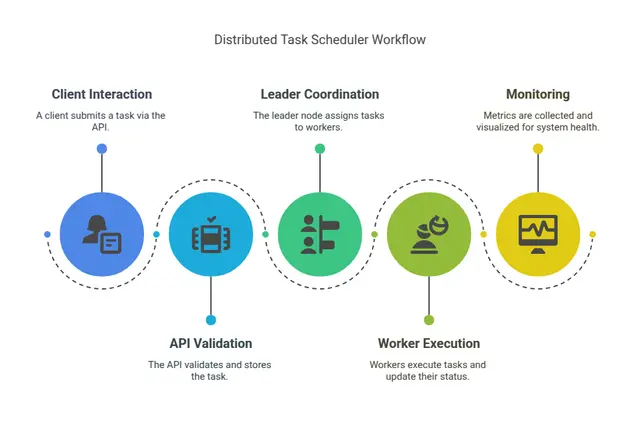 Distributed Task Scheduler Workflow
Client Interaction
A client submits a task via the
API.
Leader Coordination
The leader node assigns tasks
to workers.
Monitoring
Metrics are collected and
visualized for system health.
API Validation
The API validates and stores
the task.
Worker Execution
Workers execute tasks and
update their status.